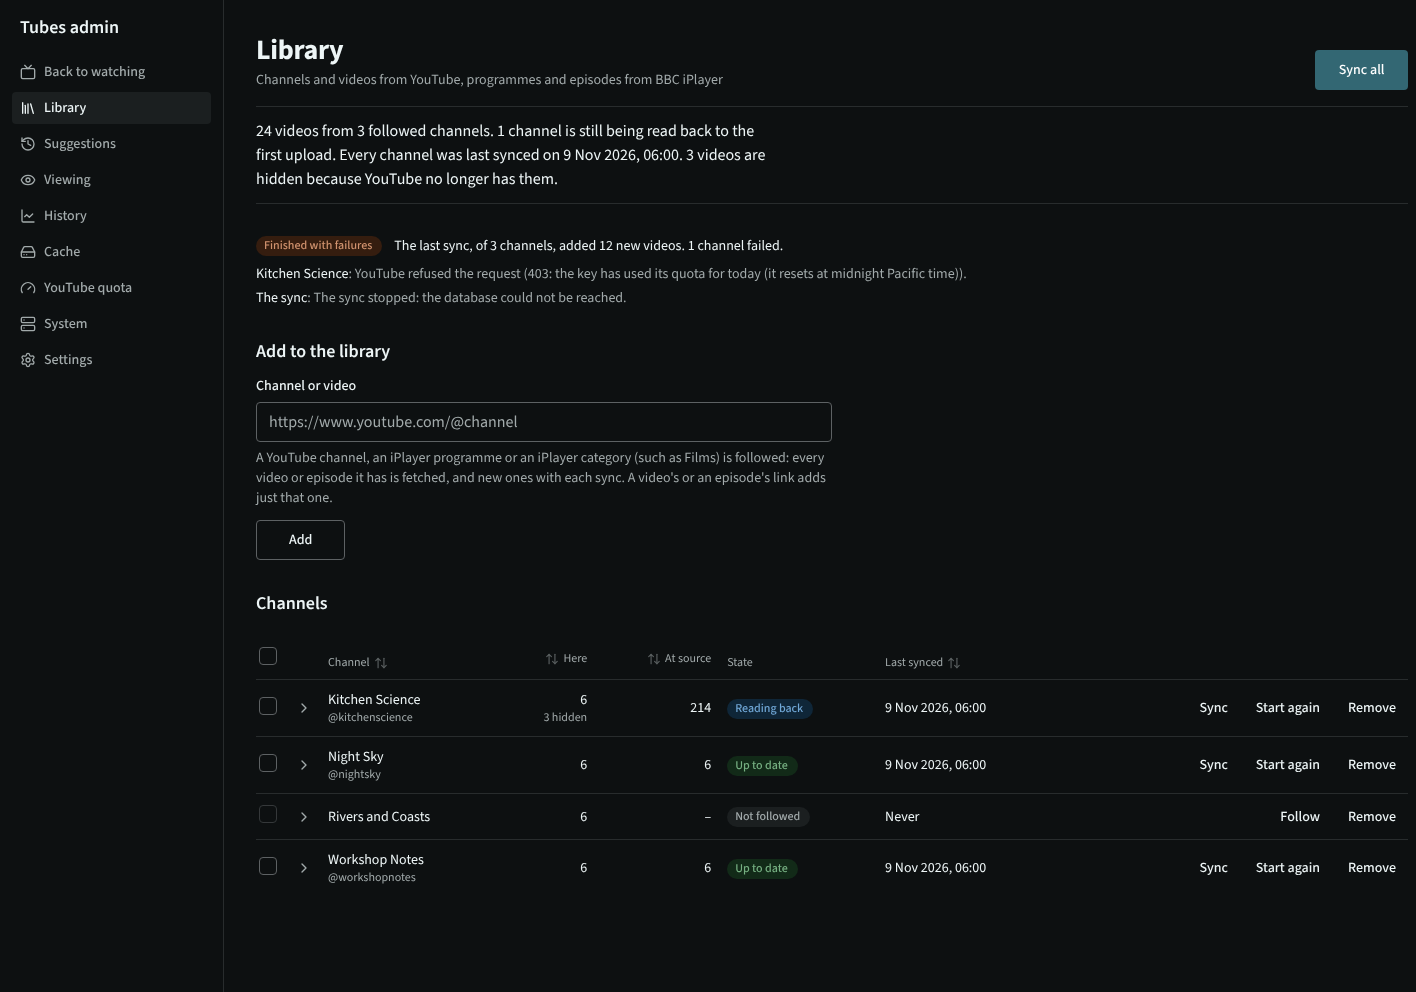 Tubes admin
Back to watching
Library
Suggestions
Viewing
History
Cache
YouTube quota
System
Settings
Library
Channels and videos from YouTube, programmes and episodes from BBC iPlayer
Sync all
24 videos from 3 followed channels. 1 channel is still being read back to the
first upload. Every channel was last synced on 9 Nov 2026, 06:00. 3 videos are
hidden because YouTube no longer has them.
Finished with failures The last sync, of 3 channels, added 12 new videos. 1 channel failed.
Kitchen Science: YouTube refused the request (403: the key has used its quota for today (it resets at midnight Pacific time)).
The sync: The sync stopped: the database could not be reached.
Add to the library
Channel or video
https://www.youtube.com/@channel
A YouTube channel, an iPlayer programme or an iPlayer category (such as Films) is followed: every
video or episode it has is fetched, and new ones with each sync. A video's or an episode's link adds
just that one.
Add
Channels
Channel Here At source State Last synced
Kitchen Science 6 214 Reading back 9 Nov 2026, 06:00 Sync Start again Remove
@kitchenscience 3 hidden
Night Sky 6 6 Up to date 9 Nov 2026, 06:00 Sync Start again Remove
@nightsky
Rivers and Coasts 6 – Not followed Never Follow Remove
Workshop Notes 6 6 Up to date 9 Nov 2026, 06:00 Sync Start again Remove
@workshopnotes